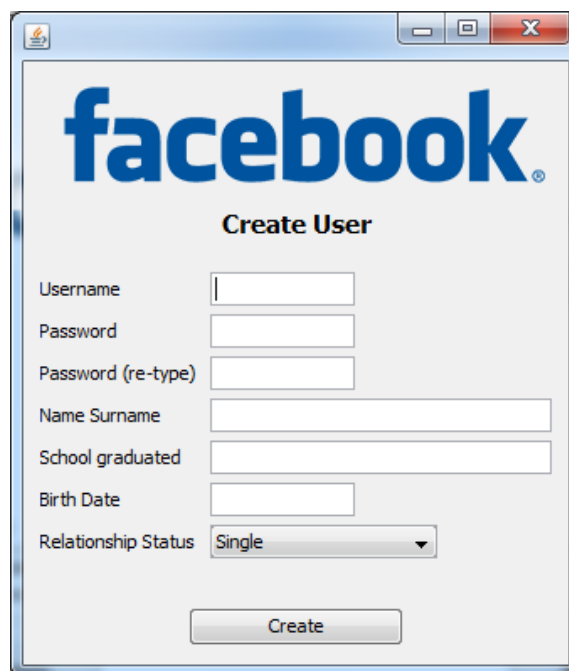 facebook®
Create User
Username
Password
Password (re-type)
Name Surname
School graduated
Birth Date
Relationship Status Single
Create